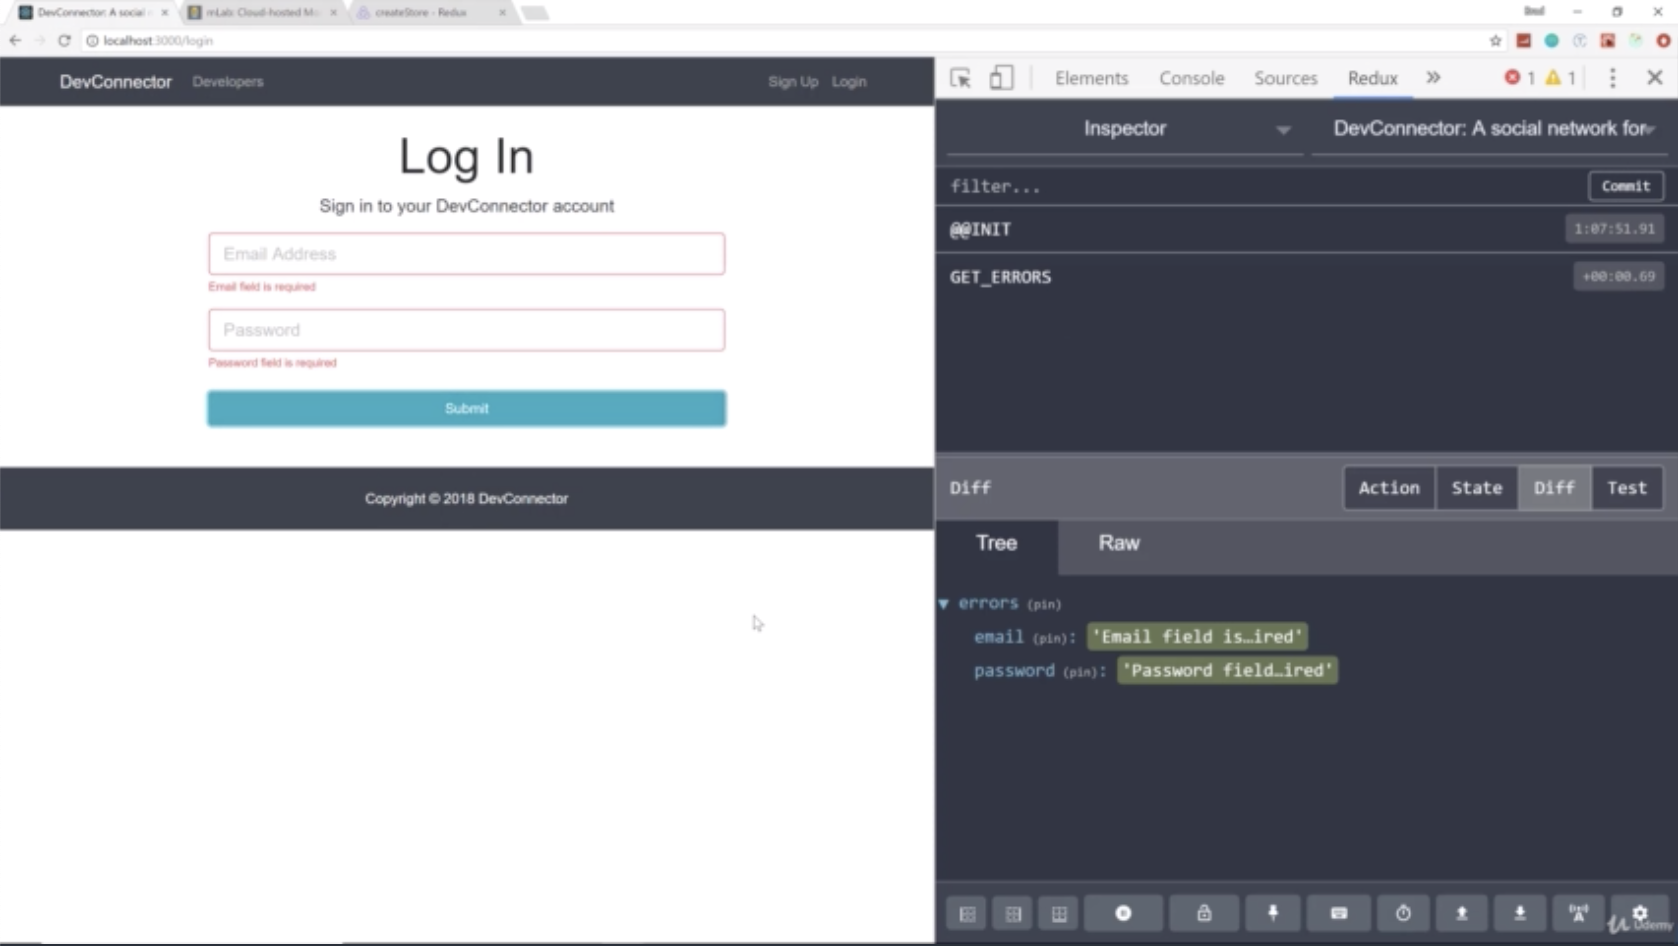 DevConnector: A social n
mLab: Cloud-hosted Mo
createStore - Redux
localhost:3000/login
DevConnector Developers Sign Up Login
Log In
Sign in to your DevConnector account
Email Address
Email field is required
Password
Password field is required
Submit
Copyright © 2018 DevConnector
Elements Console Sources Redux » 1 1
Inspector DevConnector: A social network for
filter... Commit
@@INIT 1:07:51.91
GET_ERRORS +00:00.69
Diff Action State Diff Test
Tree Raw
errors (pin)
email (pin): 'Email field is…ired'
password (pin): 'Password field…ired'
Udemy